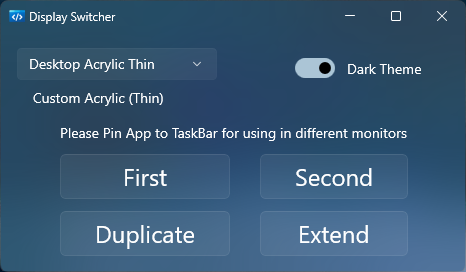 Display Switcher
Desktop Acrylic Thin
Dark Theme
Custom Acrylic (Thin)
Please Pin App to TaskBar for using in different monitors
First
Second
Duplicate
Extend